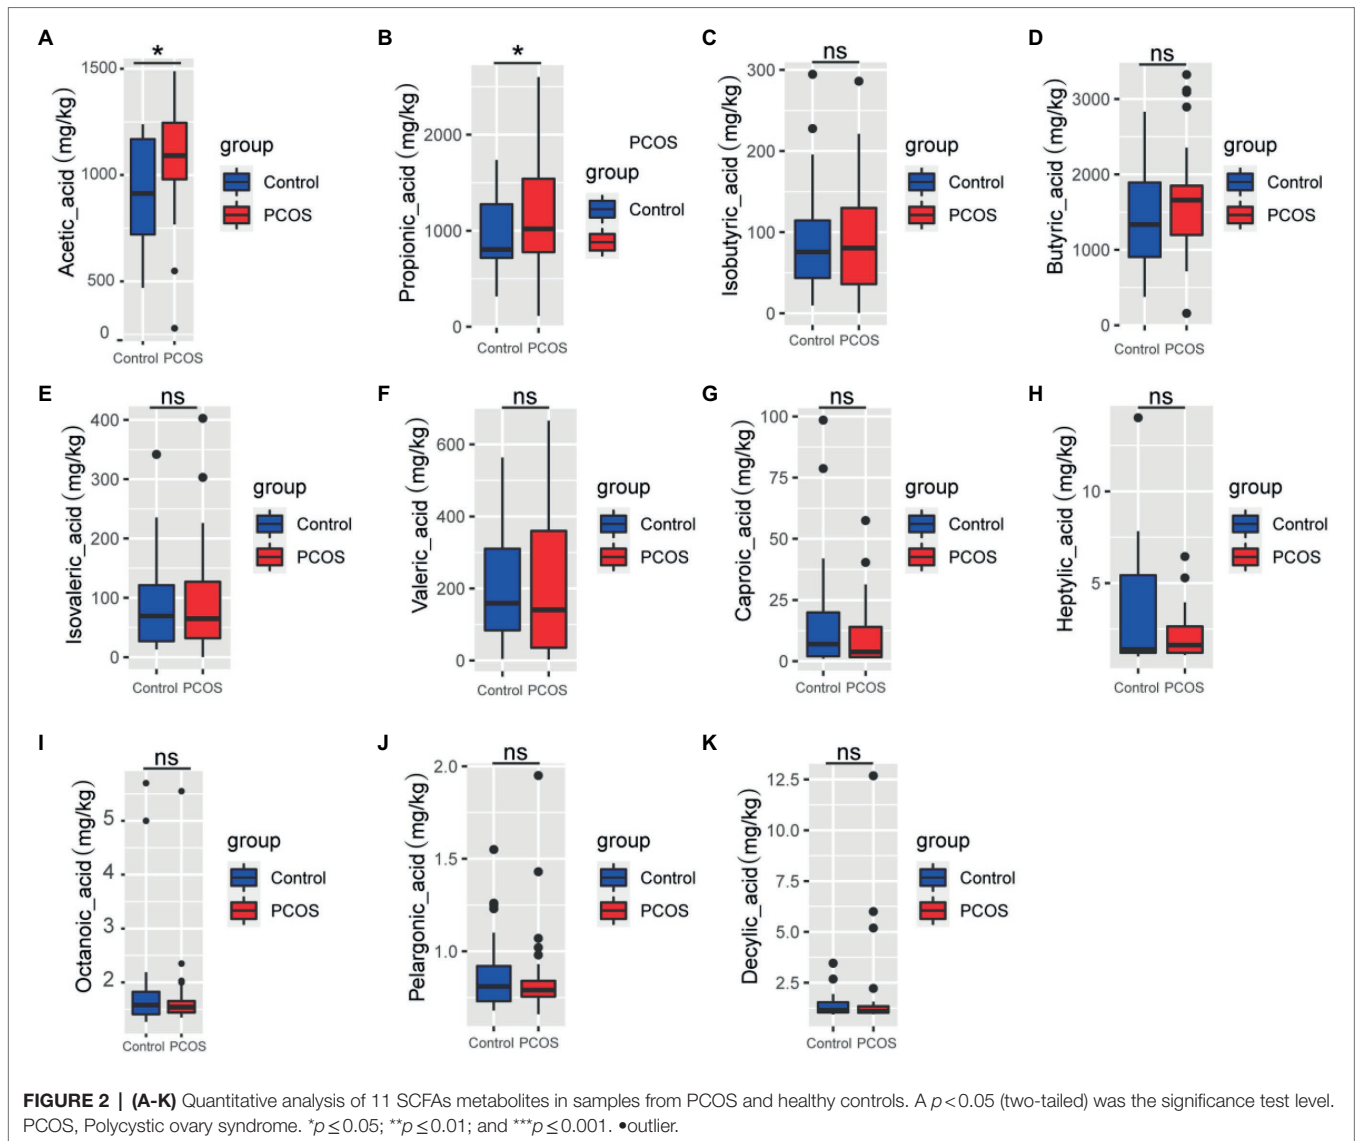 A
*
Acetic_acid (mg/kg)
1500
1000
500
0
Control PCOS
group
Control
PCOS
B
*
Propionic_acid (mg/kg)
2000
1000
0
Control PCOS
PCOS
group
Control
C
ns
Isobutyric_acid (mg/kg)
300
200
100
0
Control PCOS
group
Control
PCOS
D
ns
Butyric_acid (mg/kg)
3000
2000
1000
0
Control PCOS
group
Control
PCOS
E
ns
Isovaleric_acid (mg/kg)
400
300
200
100
0
Control PCOS
group
Control
PCOS
F
ns
Valeric_acid (mg/kg)
600
400
200
0
Control PCOS
group
Control
PCOS
G
ns
Caproic_acid (mg/kg)
100
75
50
25
0
Control PCOS
group
Control
PCOS
H
ns
Heptylic_acid (mg/kg)
10
5
Control PCOS
group
Control
PCOS
I
ns
Octanoic_acid (mg/kg)
5
4
3
2
Control PCOS
group
Control
PCOS
J
ns
Pelargonic_acid (mg/kg)
2.0
1.5
1.0
Control PCOS
group
Control
PCOS
K
ns
Decylic_acid (mg/kg)
12.5
10.0
7.5
5.0
2.5
Control PCOS
group
Control
PCOS
FIGURE 2 | (A-K) Quantitative analysis of 11 SCFAs metabolites in samples from PCOS and healthy controls. A p < 0.05 (two-tailed) was the significance test level.
PCOS, Polycystic ovary syndrome. *p ≤ 0.05; **p ≤ 0.01; and ***p ≤ 0.001. ●outlier.